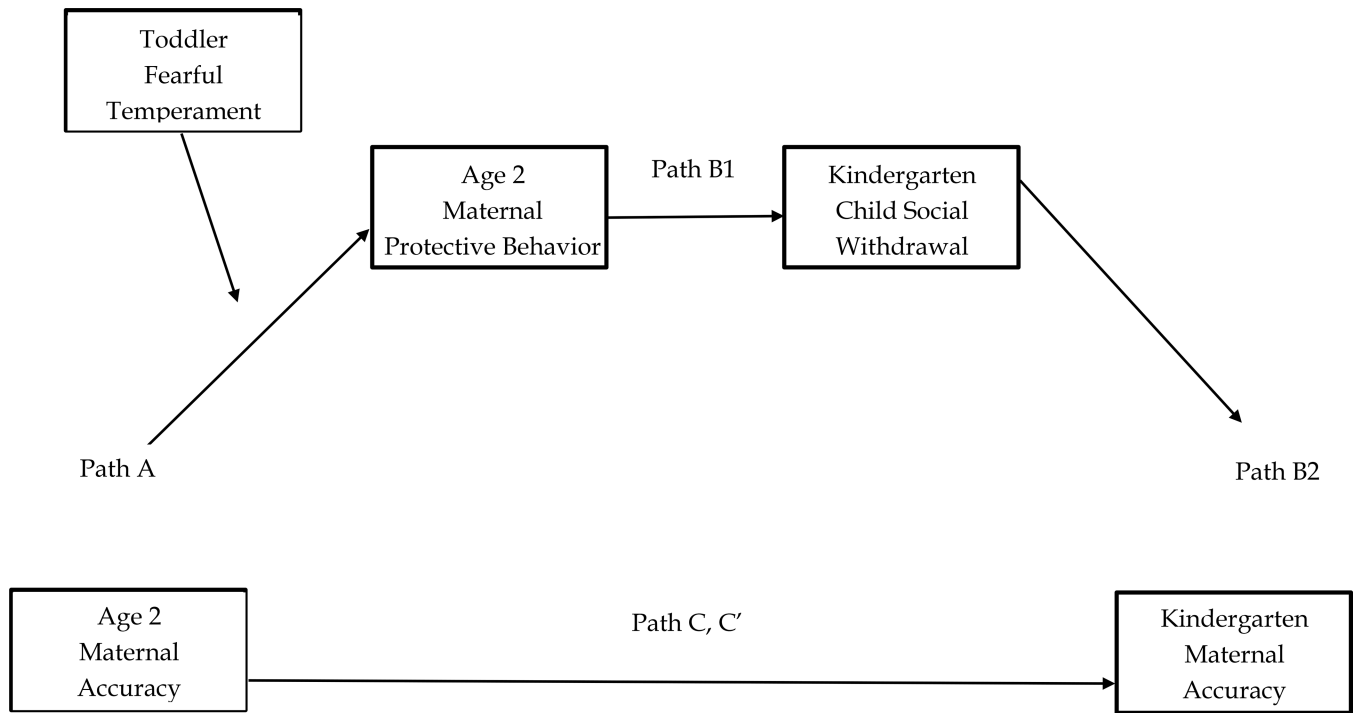 Toddler
Fearful
Temperament
Age 2
Maternal
Protective Behavior
Path B1
Kindergarten
Child Social
Withdrawal
Path A
Path B2
Age 2
Maternal
Accuracy
Path C, C’
Kindergarten
Maternal
Accuracy